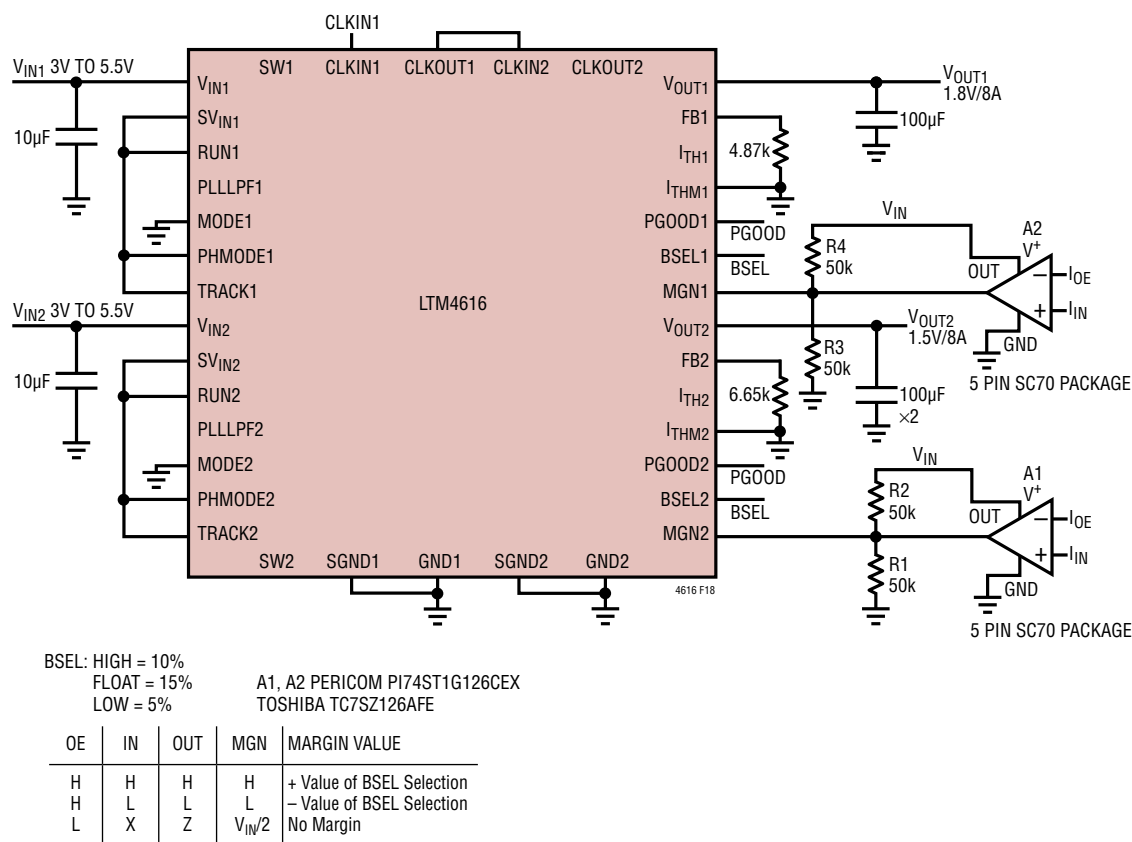 CLKIN1
V_IN1 3V TO 5.5V
SW1 CLKIN1 CLKOUT1 CLKIN2 CLKOUT2
V_IN1
V_OUT1
V_OUT1
1.8V/8A
10µF
SV_IN1
FB1
100µF
RUN1
I_TH1
4.87k
PLLLPF1
I_THM1
MODE1
PGOOD1
PGOOD
V_IN
A2
V+
PHMODE1
BSEL1
BSEL
R4
50k
OUT
–
I_OE
TRACK1
LTM4616
MGN1
+
I_IN
V_IN2 3V TO 5.5V
V_IN2
V_OUT2
V_OUT2
1.5V/8A
R3
50k
GND
5 PIN SC70 PACKAGE
10µF
SV_IN2
FB2
RUN2
I_TH2
6.65k
100µF
×2
PLLLPF2
I_THM2
MODE2
PGOOD2
PGOOD
V_IN
A1
V+
PHMODE2
BSEL2
BSEL
R2
50k
OUT
–
I_OE
TRACK2
MGN2
+
I_IN
SW2 SGND1 GND1 SGND2 GND2
R1
50k
GND
4616 F18
5 PIN SC70 PACKAGE
BSEL: HIGH = 10%
FLOAT = 15%
LOW = 5%
A1, A2 PERICOM PI74ST1G126CEX
TOSHIBA TC7SZ126AFE
OE IN OUT MGN MARGIN VALUE
H H H H + Value of BSEL Selection
H L L L – Value of BSEL Selection
L X Z V_IN/2 No Margin